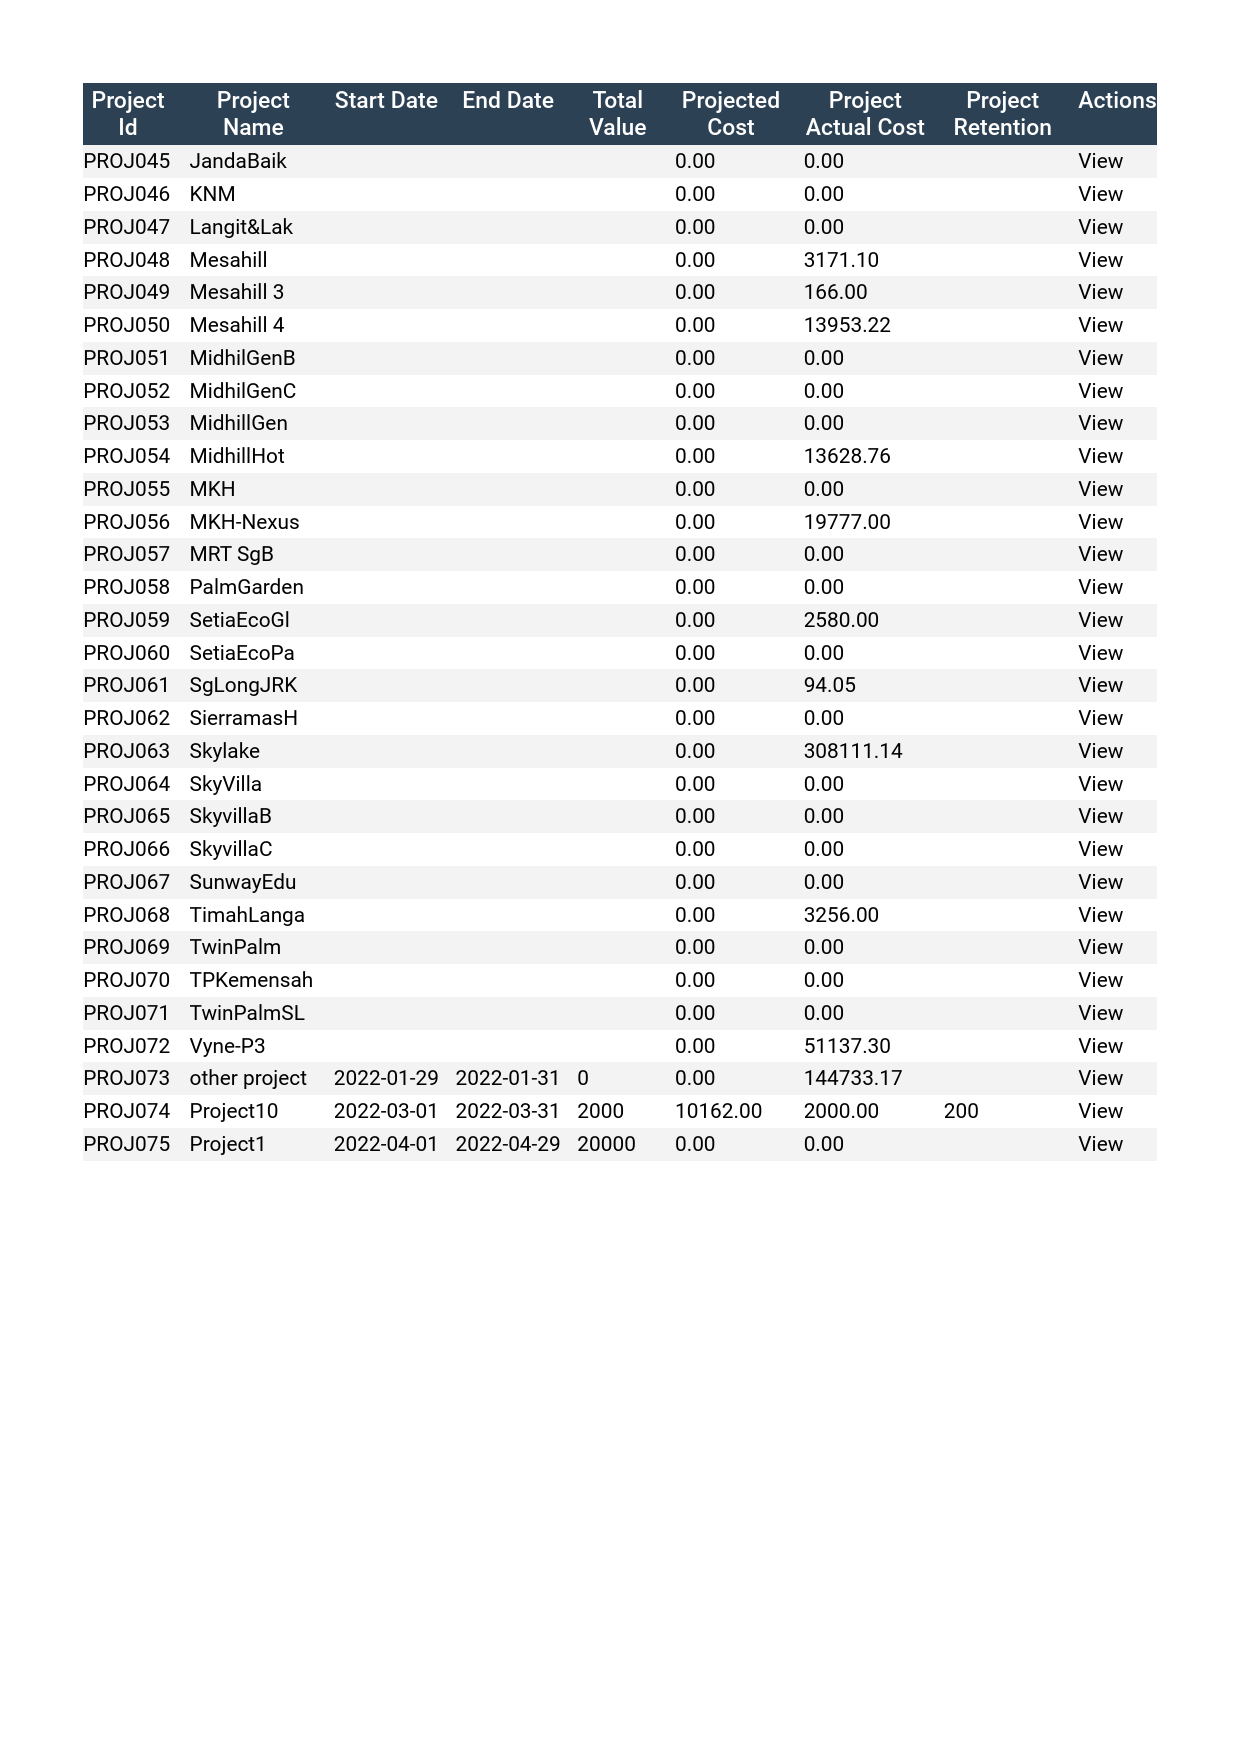 Project Id Project Name Start Date End Date Total Value Projected Cost Project Actual Cost Project Retention Actions
PROJ045 JandaBaik 0.00 0.00 View
PROJ046 KNM 0.00 0.00 View
PROJ047 Langit&Lak 0.00 0.00 View
PROJ048 Mesahill 0.00 3171.10 View
PROJ049 Mesahill 3 0.00 166.00 View
PROJ050 Mesahill 4 0.00 13953.22 View
PROJ051 MidhilGenB 0.00 0.00 View
PROJ052 MidhilGenC 0.00 0.00 View
PROJ053 MidhillGen 0.00 0.00 View
PROJ054 MidhillHot 0.00 13628.76 View
PROJ055 MKH 0.00 0.00 View
PROJ056 MKH-Nexus 0.00 19777.00 View
PROJ057 MRT SgB 0.00 0.00 View
PROJ058 PalmGarden 0.00 0.00 View
PROJ059 SetiaEcoGl 0.00 2580.00 View
PROJ060 SetiaEcoPa 0.00 0.00 View
PROJ061 SgLongJRK 0.00 94.05 View
PROJ062 SierramasH 0.00 0.00 View
PROJ063 Skylake 0.00 308111.14 View
PROJ064 SkyVilla 0.00 0.00 View
PROJ065 SkyvillaB 0.00 0.00 View
PROJ066 SkyvillaC 0.00 0.00 View
PROJ067 SunwayEdu 0.00 0.00 View
PROJ068 TimahLanga 0.00 3256.00 View
PROJ069 TwinPalm 0.00 0.00 View
PROJ070 TPKemensah 0.00 0.00 View
PROJ071 TwinPalmSL 0.00 0.00 View
PROJ072 Vyne-P3 0.00 51137.30 View
PROJ073 other project 2022-01-29 2022-01-31 0 0.00 144733.17 View
PROJ074 Project10 2022-03-01 2022-03-31 2000 10162.00 2000.00 200 View
PROJ075 Project1 2022-04-01 2022-04-29 20000 0.00 0.00 View